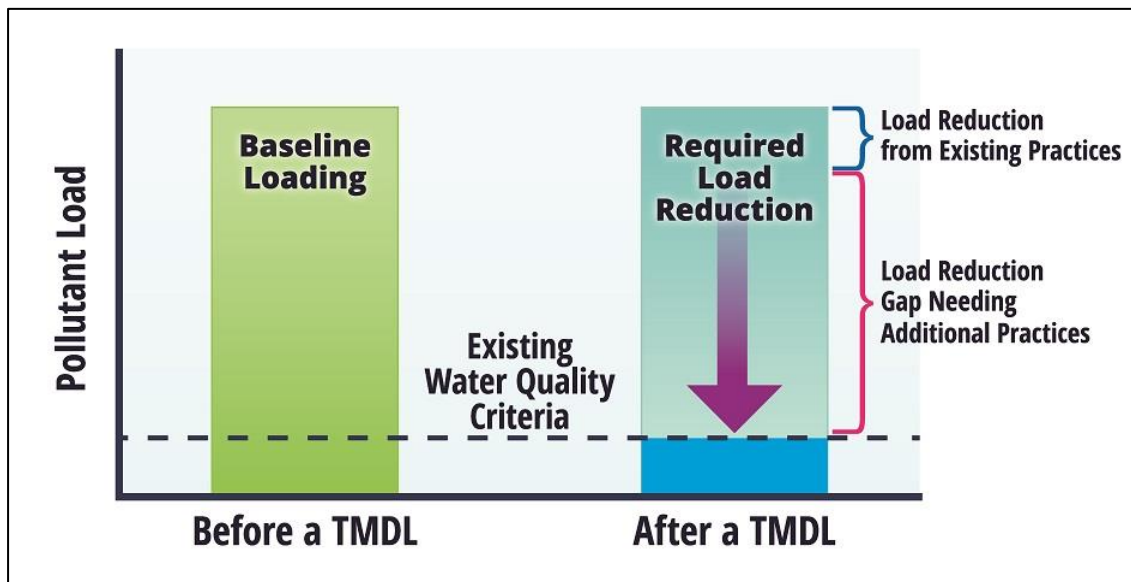 Pollutant Load
Baseline
Loading
Existing
Water Quality
Criteria
Required
Load
Reduction
Load Reduction
from Existing Practices
Load Reduction
Gap Needing
Additional Practices
Before a TMDL
After a TMDL